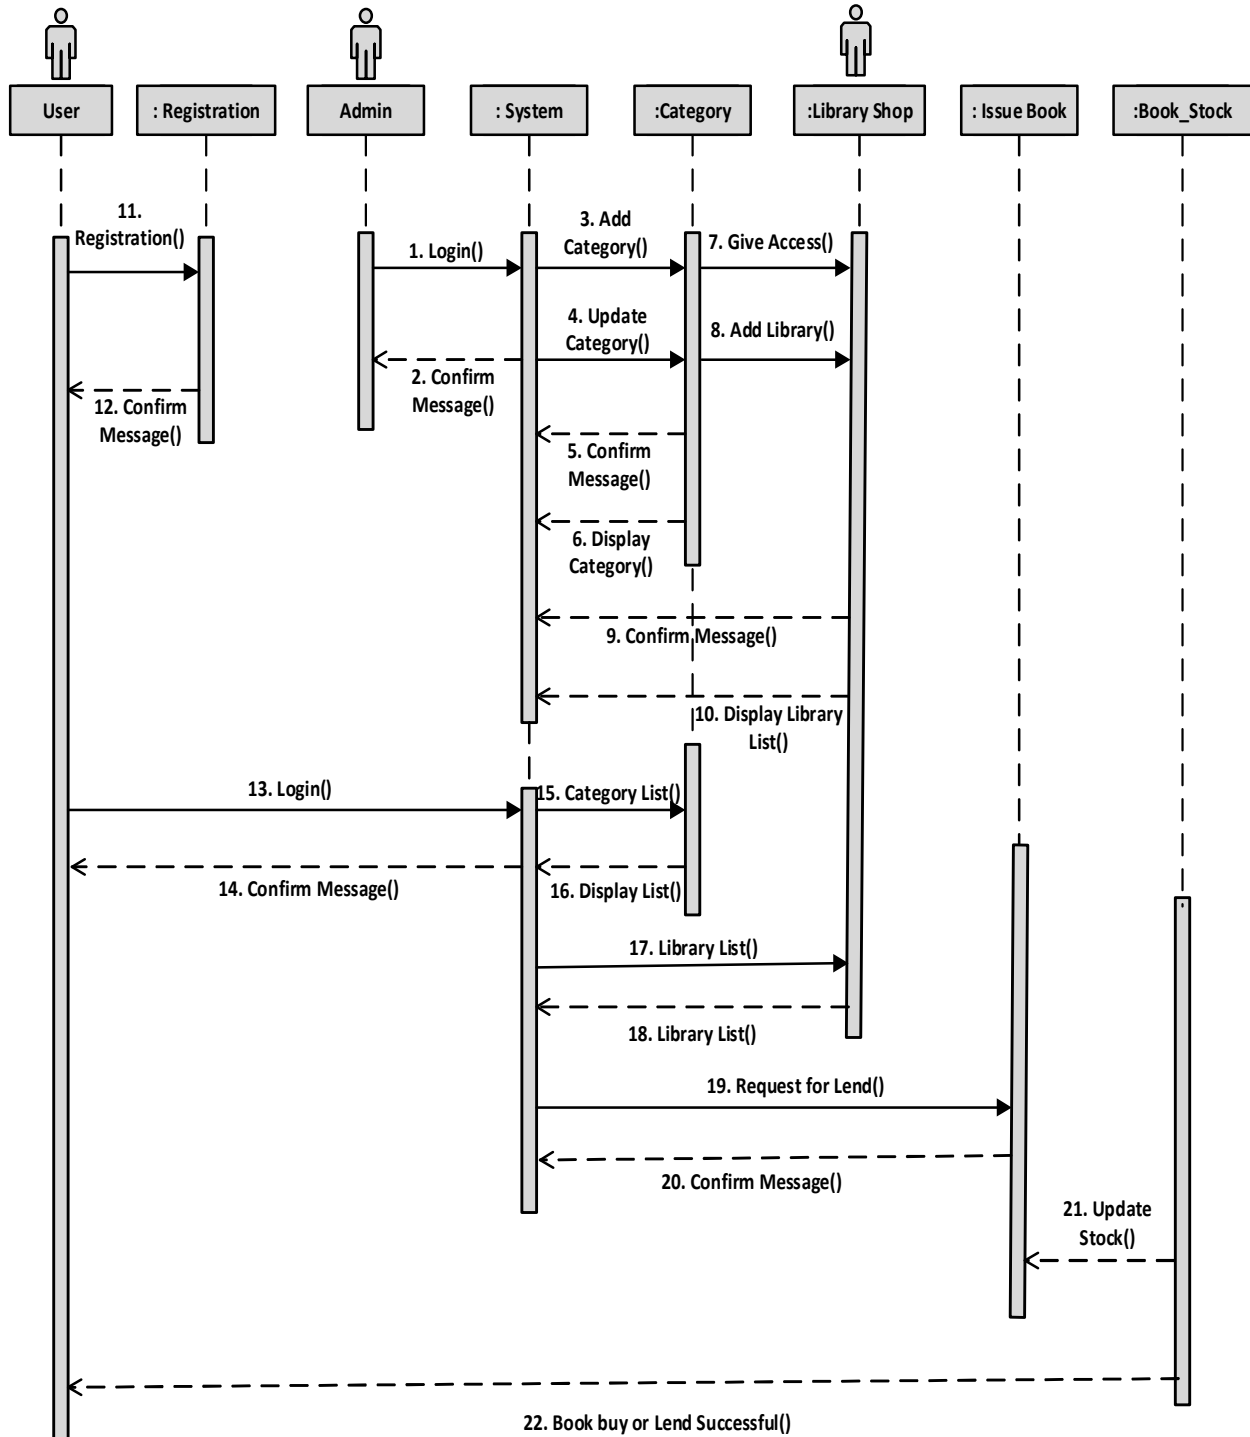 User
: Registration
Admin
: System
:Category
:Library Shop
: Issue Book
:Book_Stock
11.
Registration()
1. Login()
3. Add
Category()
7. Give Access()
4. Update
Category()
8. Add Library()
2. Confirm
Message()
12. Confirm
Message()
5. Confirm
Message()
6. Display
Category()
9. Confirm Message()
10. Display Library
List()
13. Login()
15. Category List()
14. Confirm Message()
16. Display List()
17. Library List()
18. Library List()
19. Request for Lend()
20. Confirm Message()
21. Update
Stock()
22. Book buy or Lend Successful()